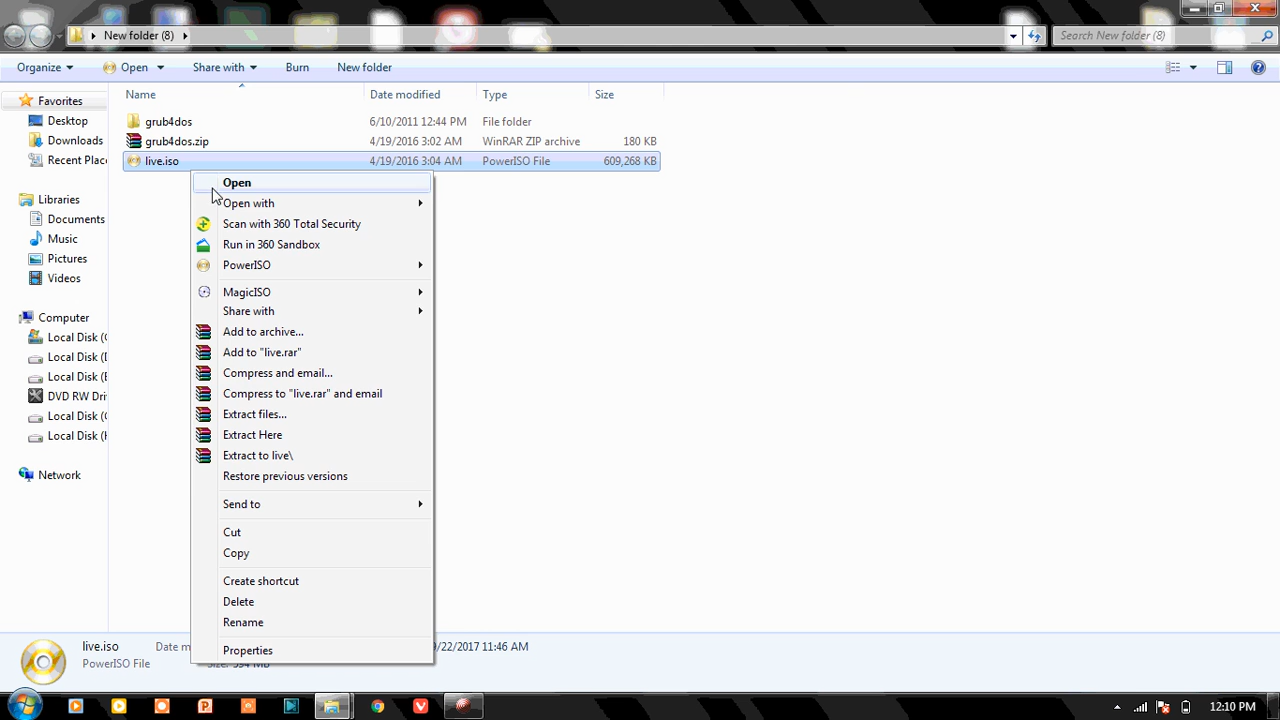 New folder (8)
Search New folder (8)
Organize Open Share with Burn New folder
Name Date modified Type Size
Favorites
Desktop
Downloads
Recent Plac
Libraries
Documents
Music
Pictures
Videos
Computer
Local Disk (C
Local Disk (D
Local Disk (E
DVD RW Dri
Local Disk (
Local Disk (H
Network
grub4dos 6/10/2011 12:44 PM File folder
grub4dos.zip 4/19/2016 3:02 AM WinRAR ZIP archive 180 KB
live.iso 4/19/2016 3:04 AM PowerISO File 609,268 KB
Open
Open with
Scan with 360 Total Security
Run in 360 Sandbox
PowerISO
MagicISO
Share with
Add to archive...
Add to "live.rar"
Compress and email...
Compress to "live.rar" and email
Extract files...
Extract Here
Extract to live\
Restore previous versions
Send to
Cut
Copy
Create shortcut
Delete
Rename
Properties
live.iso Date m /22/2017 11:46 AM
PowerISO File Size: 594 MB
12:10 PM